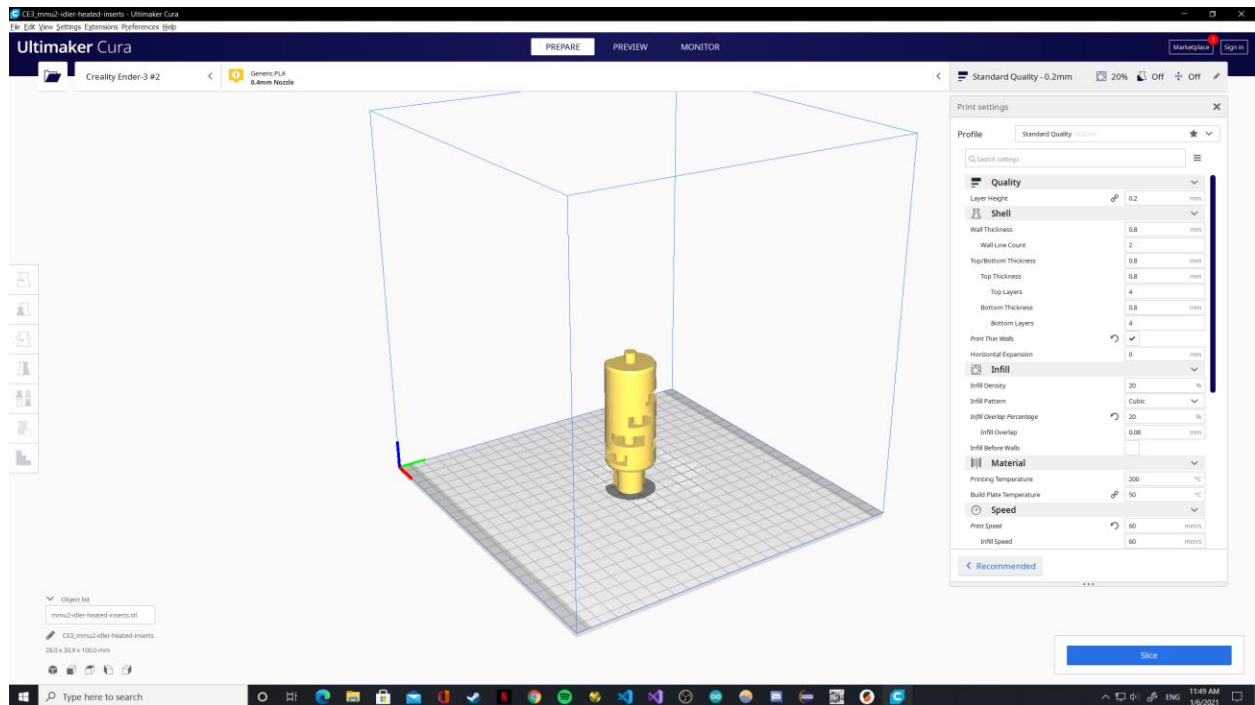 CE3_mmu2-idler-heated-inserts - Ultimaker Cura
File Edit View Settings Extensions Preferences Help
Ultimaker Cura
PREPARE PREVIEW MONITOR
1
Marketplace Sign in
Creality Ender-3 #2
Generic PLA
0.4mm Nozzle
Standard Quality - 0.2mm 20% Off Off
Print settings
Profile Standard Quality - 0.2mm
Search settings
Quality
Layer Height 0.2 mm
Shell
Wall Thickness 0.8 mm
Wall Line Count 2
Top/Bottom Thickness 0.8 mm
Top Thickness 0.8 mm
Top Layers 4
Bottom Thickness 0.8 mm
Bottom Layers 4
Print Thin Walls
Horizontal Expansion 0 mm
Infill
Infill Density 20 %
Infill Pattern Cubic
Infill Overlap Percentage 20 %
Infill Overlap 0.08 mm
Infill Before Walls
Material
Printing Temperature 200 °C
Build Plate Temperature 50 °C
Speed
Print Speed 60 mm/s
Infill Speed 60 mm/s
Recommended
Object list
mmu2-idler-heated-inserts.stl
CE3_mmu2-idler-heated-inserts
28.0 x 33.9 x 100.0 mm
Slice
Type here to search
ENG
11:49 AM
1/6/2021